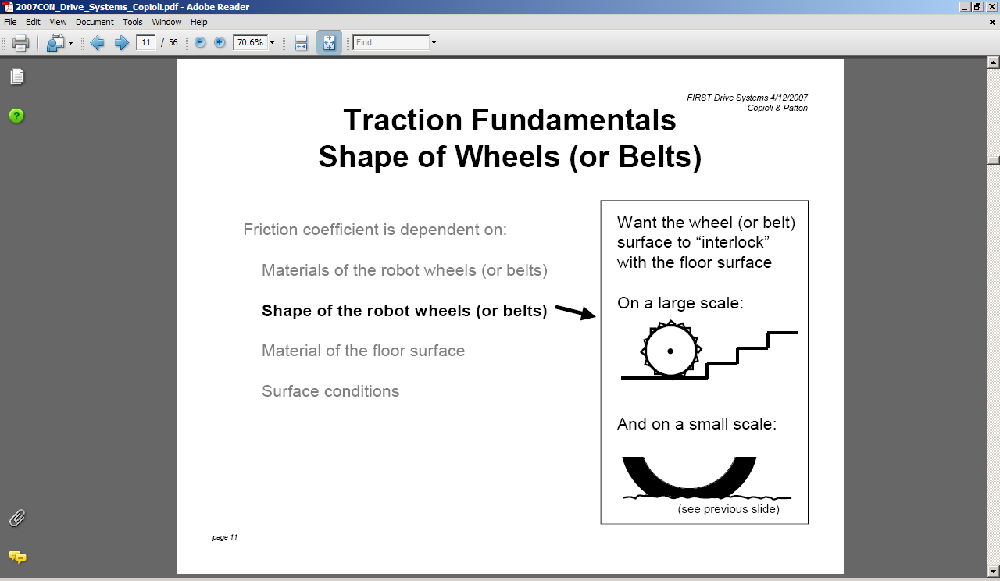 2007CON_Drive_Systems_Copioli.pdf - Adobe Reader
File Edit View Document Tools Window Help
11 / 56 70.6% Find
FIRST Drive Systems 4/12/2007
Copioli & Patton
Traction Fundamentals
Shape of Wheels (or Belts)
Friction coefficient is dependent on:
Materials of the robot wheels (or belts)
Shape of the robot wheels (or belts)
Material of the floor surface
Surface conditions
Want the wheel (or belt)
surface to “interlock”
with the floor surface
On a large scale:
And on a small scale:
(see previous slide)
page 11